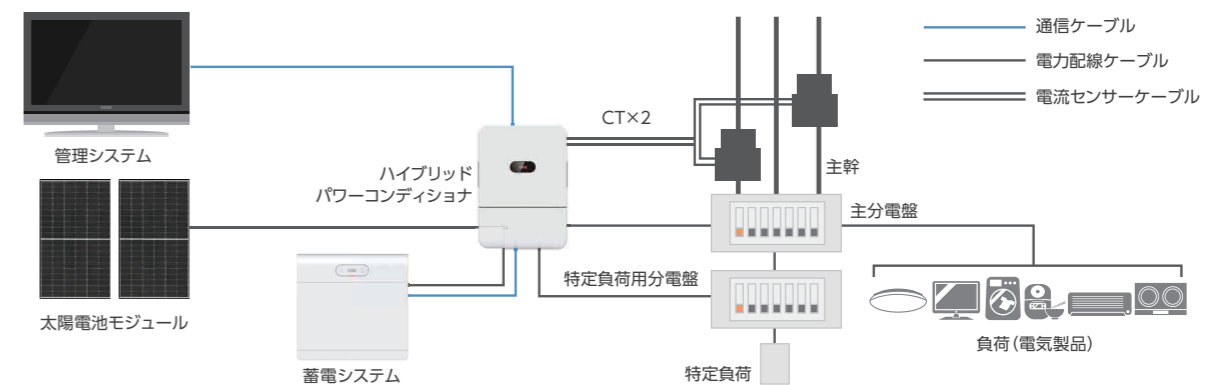 通信ケーブル
電力配線ケーブル
電流センサーケーブル
CT×2
管理システム
ハイブリッド
パワーコンディショナ
主幹
主分電盤
特定負荷用分電盤
太陽電池モジュール
蓄電システム
特定負荷
負荷(電気製品)